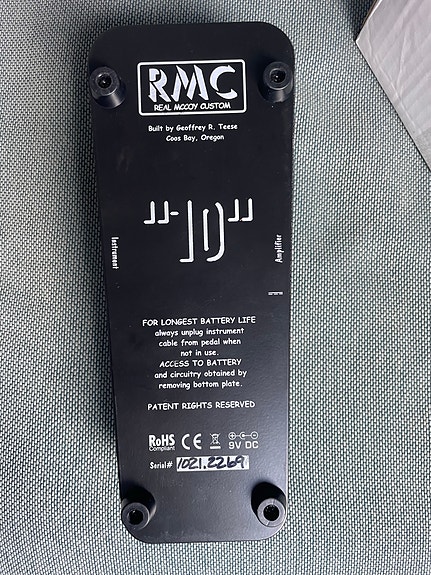 RMC
REAL MCCOY CUSTOM
Built by Geoffrey R. Teese
Coos Bay, Oregon
"10"
Instrument
Amplifier
FOR LONGEST BATTERY LIFE
always unplug instrument
cable from pedal when
not in use.
ACCESS TO BATTERY
and circuitry obtained by
removing bottom plate.
PATENT RIGHTS RESERVED
RoHS
Compliant
CE
9V DC
Serial# 1021.2269